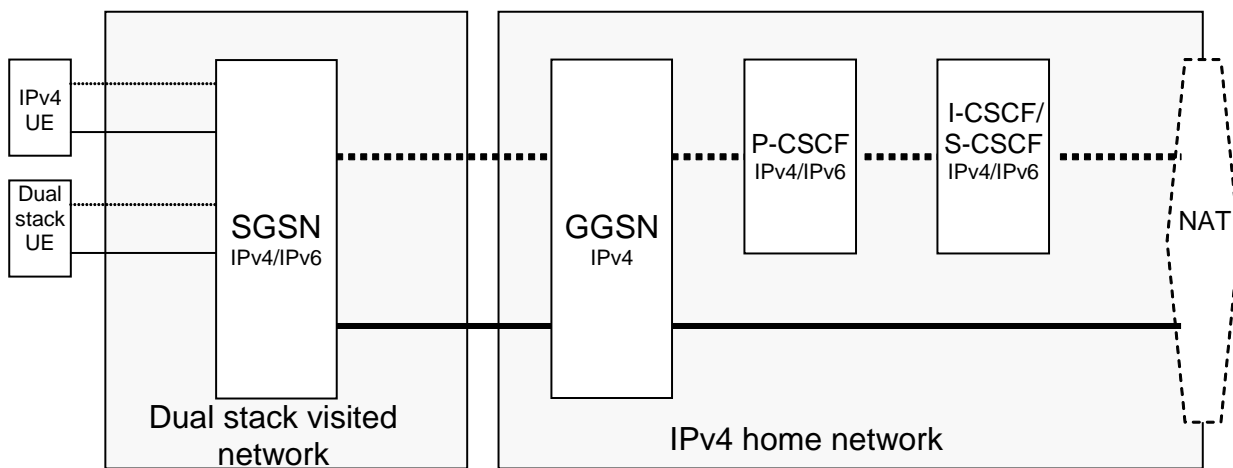 IPv4
UE
Dual
stack
UE
SGSN
IPv4/IPv6
Dual stack visited
network
GGSN
IPv4
P-CSCF
IPv4/IPv6
I-CSCF/
S-CSCF
IPv4/IPv6
NAT
IPv4 home network